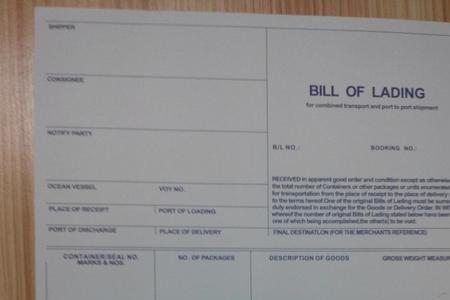 SHIPPER
BILL OF LADING
for combined transport and port to port shipment
CONSIGNEE
NOTIFY PARTY
B/L NO.:
BOOKING NO.:
RECEIVED in apparent good order and condition except as otherwise
the total number of Containers or other packages or units enumerated
for transportation from the place of receipt to the place of delivery
to the terms hereof One of the original Bills of Lading must be surre
duly endorsed in exchange for the Goods or Delivery Order. IN WI
whereof the number of original Bills of Lading stated below have been
one of which being accomplished,the other(s) to be void.
OCEAN VESSEL
VOY NO.
PLACE OF RECEIPT
PORT OF LOADING
PORT OF DISCHARGE
PLACE OF DELIVERY
FINAL DESTINATION (FOR THE MERCHANTS REFERENCE)
CONTAINER/SEAL NO.
MARKS & NOS.
NO. OF PACKAGES
DESCRIPTION OF GOODS
GROSS WEIGHT MEASUR